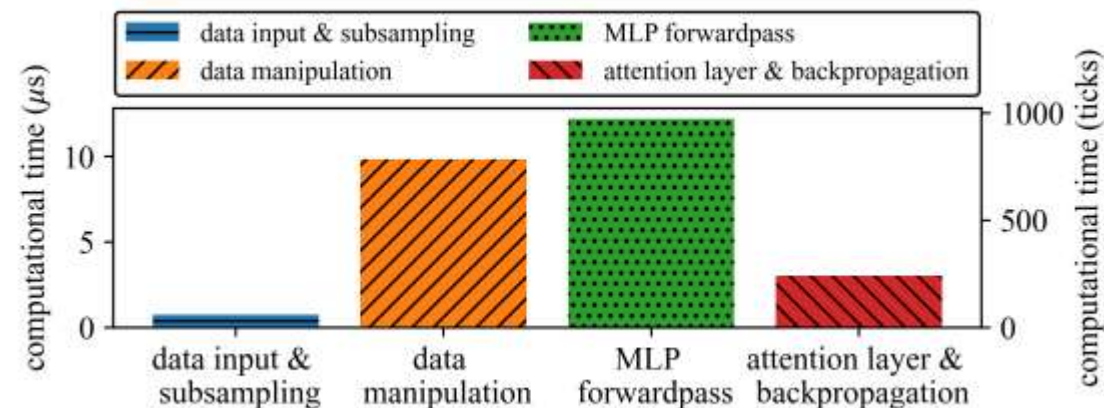 data input & subsampling
MLP forwardpass
data manipulation
attention layer & backpropagation
computational time (μs)
10
5
0
1000
500
0
computational time (ticks)
data input &
subsampling
data
manipulation
MLP
forwardpass
attention layer &
backpropagation